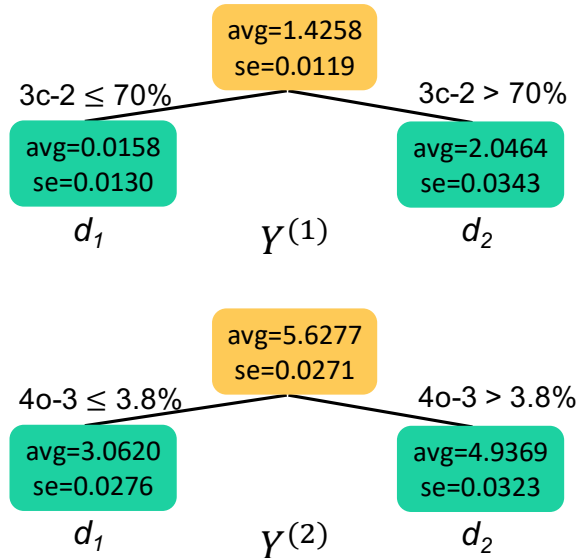 avg=1.4258
se=0.0119
3c-2 ≤ 70%
3c-2 > 70%
avg=0.0158
se=0.0130
avg=2.0464
se=0.0343
d₁
Y⁽¹⁾
d₂
avg=5.6277
se=0.0271
4o-3 ≤ 3.8%
4o-3 > 3.8%
avg=3.0620
se=0.0276
avg=4.9369
se=0.0323
d₁
Y⁽²⁾
d₂